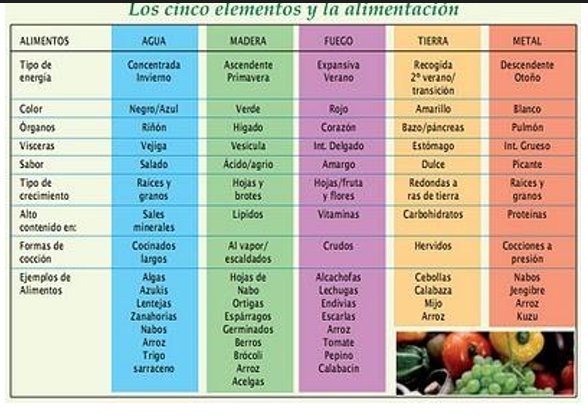 Los cinco elementos y la alimentación
ALIMENTOS AGUA MADERA FUEGO TIERRA METAL
Tipo de Concentrada Ascendente Expansiva Recogida Descendente
energía Invierno Primavera Verano 2º verano/ Otoño
transición
Color Negro/Azul Verde Rojo Amarillo Blanco
Órganos Riñón Hígado Corazón Bazo/páncreas Pulmón
Vísceras Vejiga Vesícula Int. Delgado Estómago Int. Grueso
Sabor Salado Ácido/agrio Amargo Dulce Picante
Tipo de Raíces y Hojas y Hojas/fruta Redondas a Raíces y
crecimiento granos brotes y flores ras de tierra granos
Alto Sales Lípidos Vitaminas Carbohidratos Proteínas
contenido en: minerales
Formas de Cocinados Al vapor/ Crudos Hervidos Cocciones a
cocción largos escaldados presión
Ejemplos de Algas Hojas de Alcachofas Cebollas Nabos
Alimentos Azukis Nabo Lechugas Calabaza Jengibre
Lentejas Ortigas Endivias Mijo Arroz
Zanahorias Espárragos Escarlas Arroz Kuzu
Nabos Germinados Arroz
Arroz Berros Tomate
Trigo Brócoli Pepino
sarraceno Arroz Calabacín
Acelgas